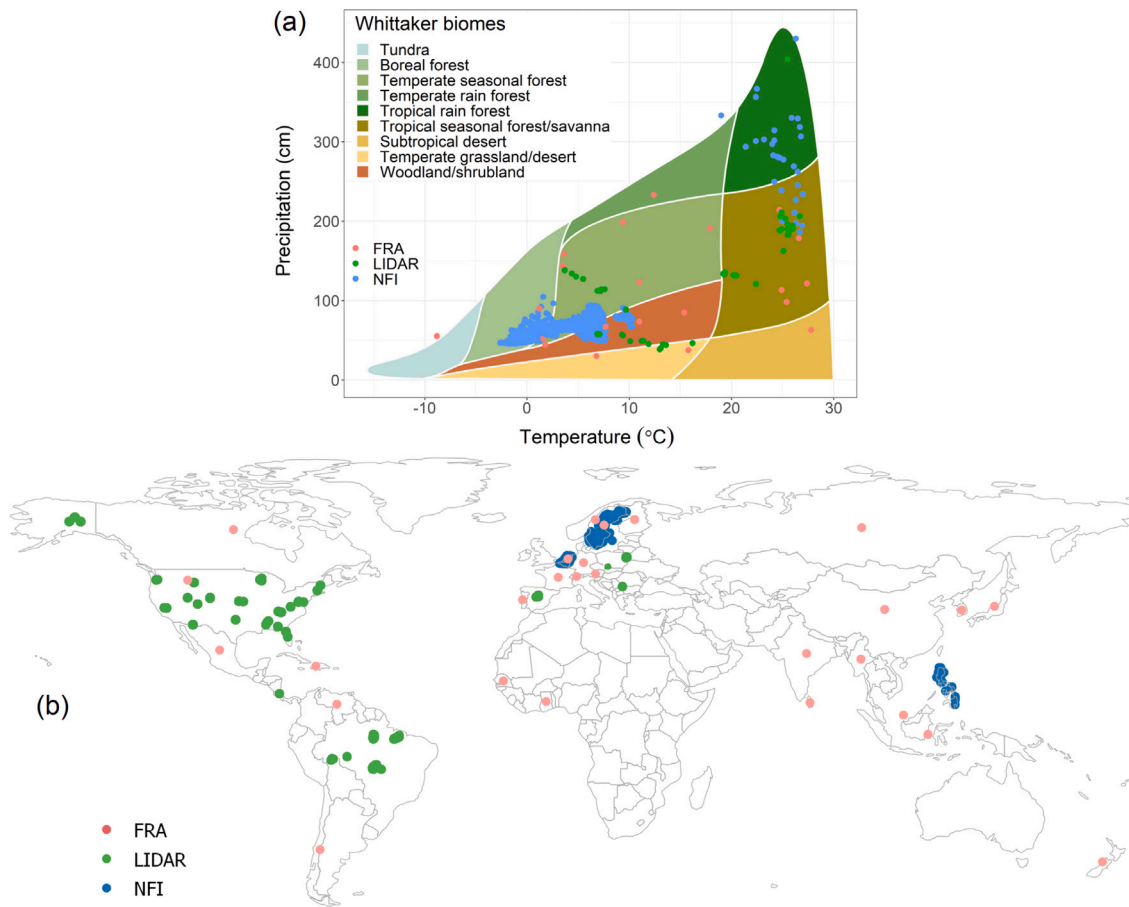 (a)
Whittaker biomes
Tundra
Boreal forest
Temperate seasonal forest
Temperate rain forest
Tropical rain forest
Tropical seasonal forest/savanna
Subtropical desert
Temperate grassland/desert
Woodland/shrubland
FRA
LIDAR
NFI
Precipitation (cm)
400
300
200
100
0
-10
0
10
20
30
Temperature (°C)
(b)
FRA
LIDAR
NFI